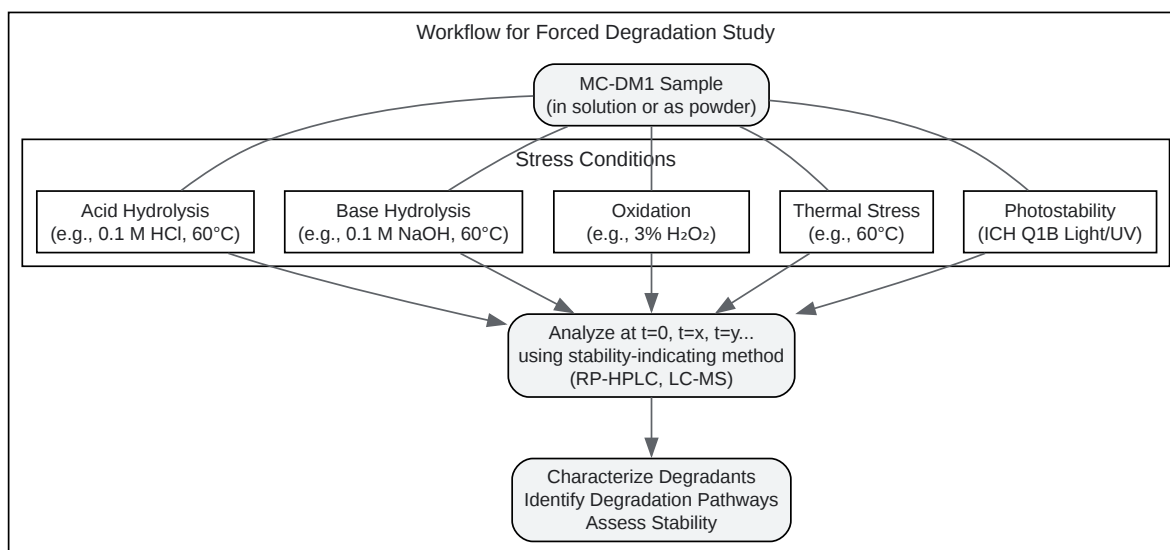 Workflow for Forced Degradation Study
MC-DM1 Sample
(in solution or as powder)
Stress Conditions
Acid Hydrolysis
(e.g., 0.1 M HCl, 60°C)
Base Hydrolysis
(e.g., 0.1 M NaOH, 60°C)
Oxidation
(e.g., 3% H₂O₂)
Thermal Stress
(e.g., 60°C)
Photostability
(ICH Q1B Light/UV)
Analyze at t=0, t=x, t=y...
using stability-indicating method
(RP-HPLC, LC-MS)
Characterize Degradants
Identify Degradation Pathways
Assess Stability